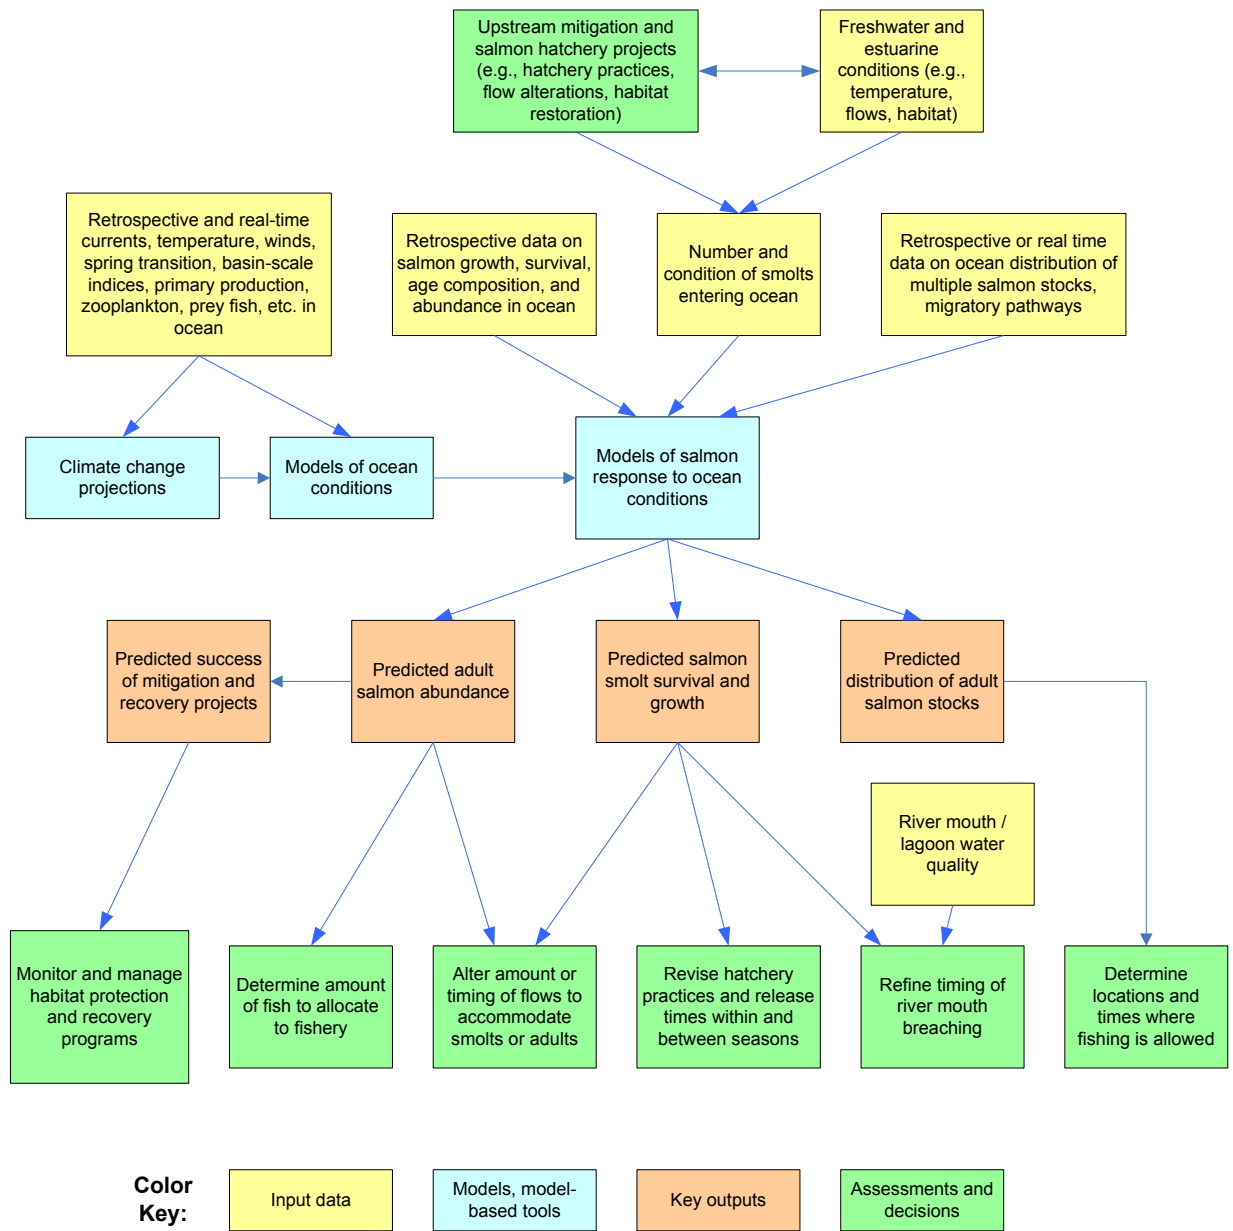 Upstream mitigation and
salmon hatchery projects
(e.g., hatchery practices,
flow alterations, habitat
restoration)
Freshwater and
estuarine
conditions (e.g.,
temperature,
flows, habitat)
Retrospective and real-time
currents, temperature, winds,
spring transition, basin-scale
indices, primary production,
zooplankton, prey fish, etc. in
ocean
Retrospective data on
salmon growth, survival,
age composition, and
abundance in ocean
Number and
condition of smolts
entering ocean
Retrospective or real time
data on ocean distribution of
multiple salmon stocks,
migratory pathways
Climate change
projections
Models of ocean
conditions
Models of salmon
response to ocean
conditions
Predicted success
of mitigation and
recovery projects
Predicted adult
salmon abundance
Predicted salmon
smolt survival and
growth
Predicted
distribution of adult
salmon stocks
River mouth /
lagoon water
quality
Monitor and manage
habitat protection
and recovery
programs
Determine amount
of fish to allocate
to fishery
Alter amount or
timing of flows to
accommodate
smolts or adults
Revise hatchery
practices and release
times within and
between seasons
Refine timing of
river mouth
breaching
Determine
locations and
times where
fishing is allowed
Color
Key:
Input data
Models, model-
based tools
Key outputs
Assessments and
decisions